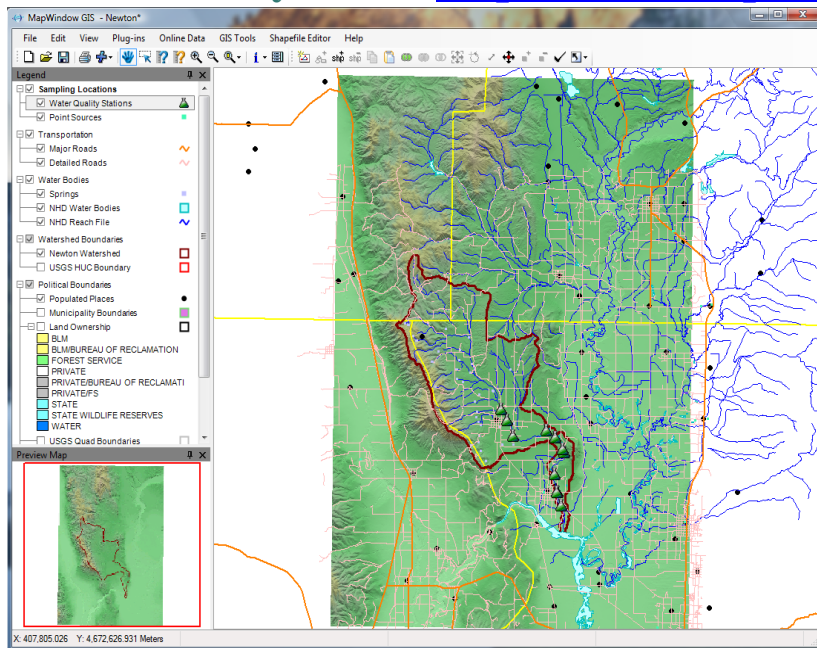 MapWindow GIS - Newton*
File Edit View Plug-ins Online Data GIS Tools Shapefile Editor Help
shp shp
Legend
Sampling Locations
Water Quality Stations
Point Sources
Transportation
Major Roads
Detailed Roads
Water Bodies
Springs
NHD Water Bodies
NHD Reach File
Watershed Boundaries
Newton Watershed
USGS HUC Boundary
Political Boundaries
Populated Places
Municipality Boundaries
Land Ownership
BLM
BLM/BUREAU OF RECLAMATION
FOREST SERVICE
PRIVATE
PRIVATE/BUREAU OF RECLAMATI
PRIVATE/FS
STATE
STATE WILDLIFE RESERVES
WATER
USGS Quad Boundaries
Preview Map
X: 407,805.026 Y: 4,672,626.931 Meters